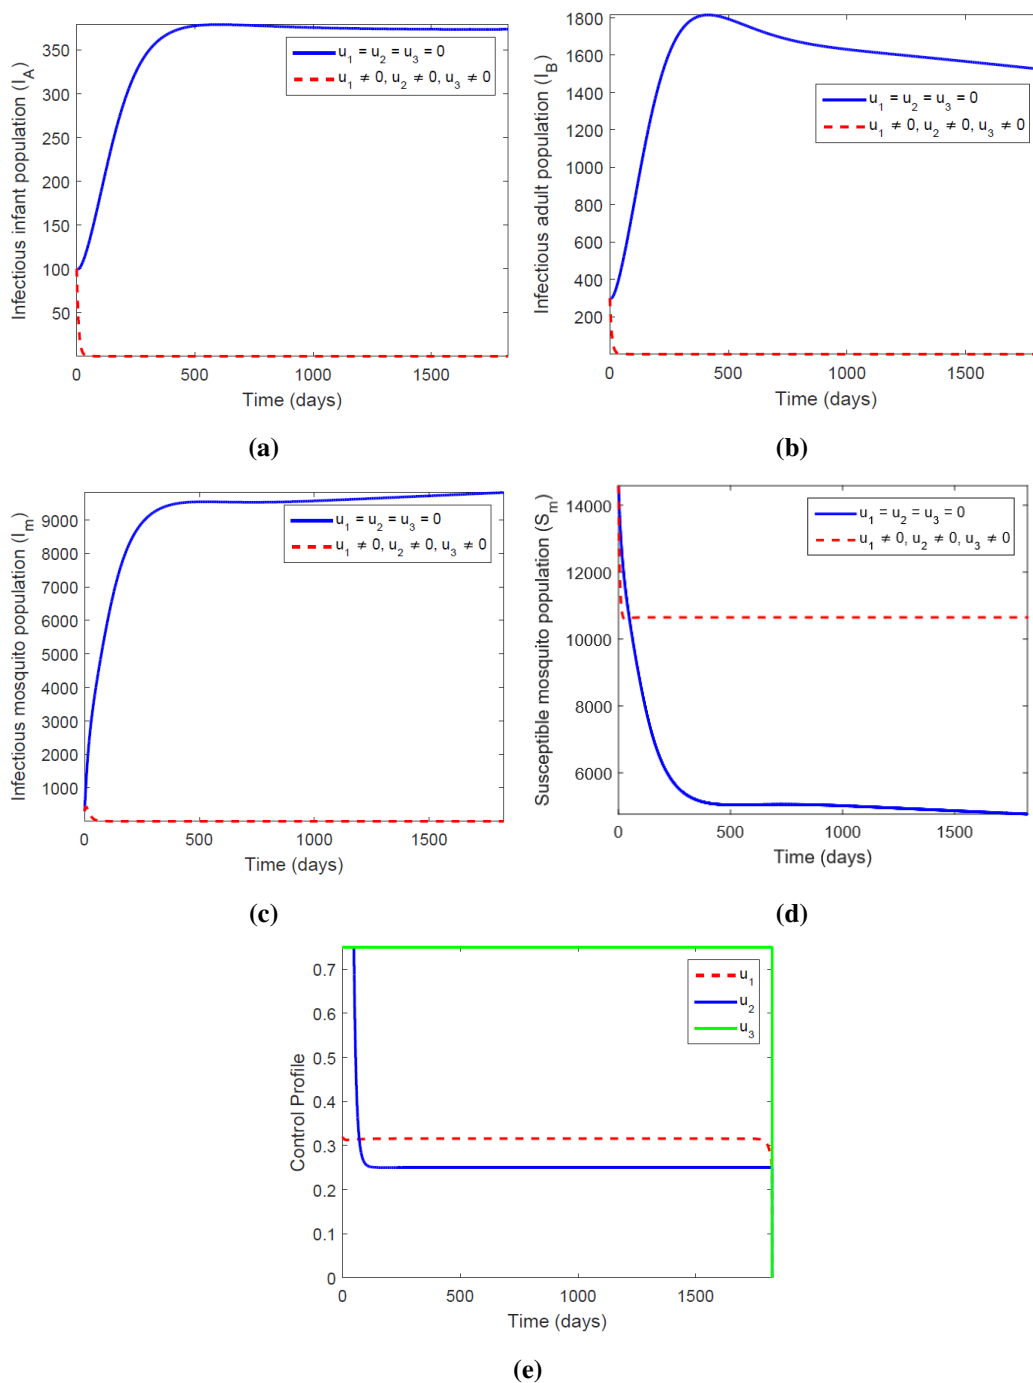 Infectious infant population (I_A)
350
300
250
200
150
100
50
0
500
1000
1500
Time (days)
u_1 = u_2 = u_3 = 0
u_1 ≠ 0, u_2 ≠ 0, u_3 ≠ 0
(a)
Infectious adult population (I_B)
1800
1600
1400
1200
1000
800
600
400
200
0
500
1000
1500
Time (days)
u_1 = u_2 = u_3 = 0
u_1 ≠ 0, u_2 ≠ 0, u_3 ≠ 0
(b)
Infectious mosquito population (I_m)
9000
8000
7000
6000
5000
4000
3000
2000
1000
0
500
1000
1500
Time (days)
u_1 = u_2 = u_3 = 0
u_1 ≠ 0, u_2 ≠ 0, u_3 ≠ 0
(c)
Susceptible mosquito population (S_m)
14000
12000
10000
8000
6000
0
500
1000
1500
Time (days)
u_1 = u_2 = u_3 = 0
u_1 ≠ 0, u_2 ≠ 0, u_3 ≠ 0
(d)
Control Profile
0.7
0.6
0.5
0.4
0.3
0.2
0.1
0
0
500
1000
1500
Time (days)
u_1
u_2
u_3
(e)